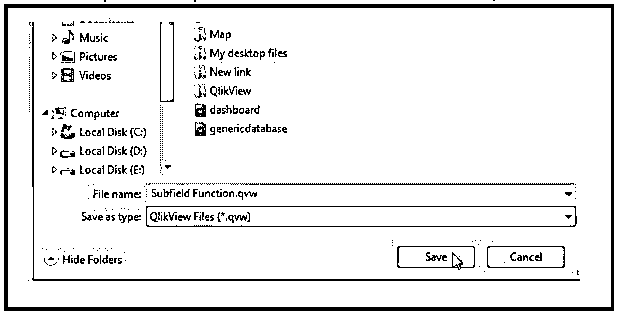 Music
Pictures
Videos
Computer
Local Disk (C:)
Local Disk (D:)
Local Disk (E:)
Map
My desktop files
New link
QlikView
dashboard
genericdatabase
File name: Subfield Function.qvw
Save as type: QlikView Files (*.qvw)
Hide Folders
Save
Cancel